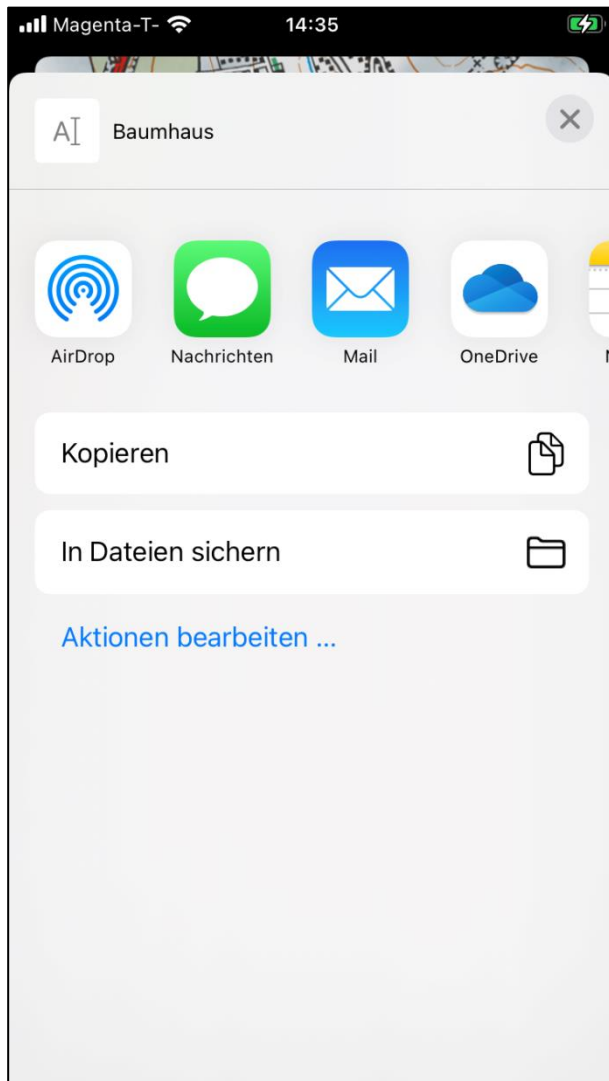 Magenta-T-
14:35
A
Baumhaus
AirDrop Nachrichten Mail OneDrive
Kopieren
In Dateien sichern
Aktionen bearbeiten ...